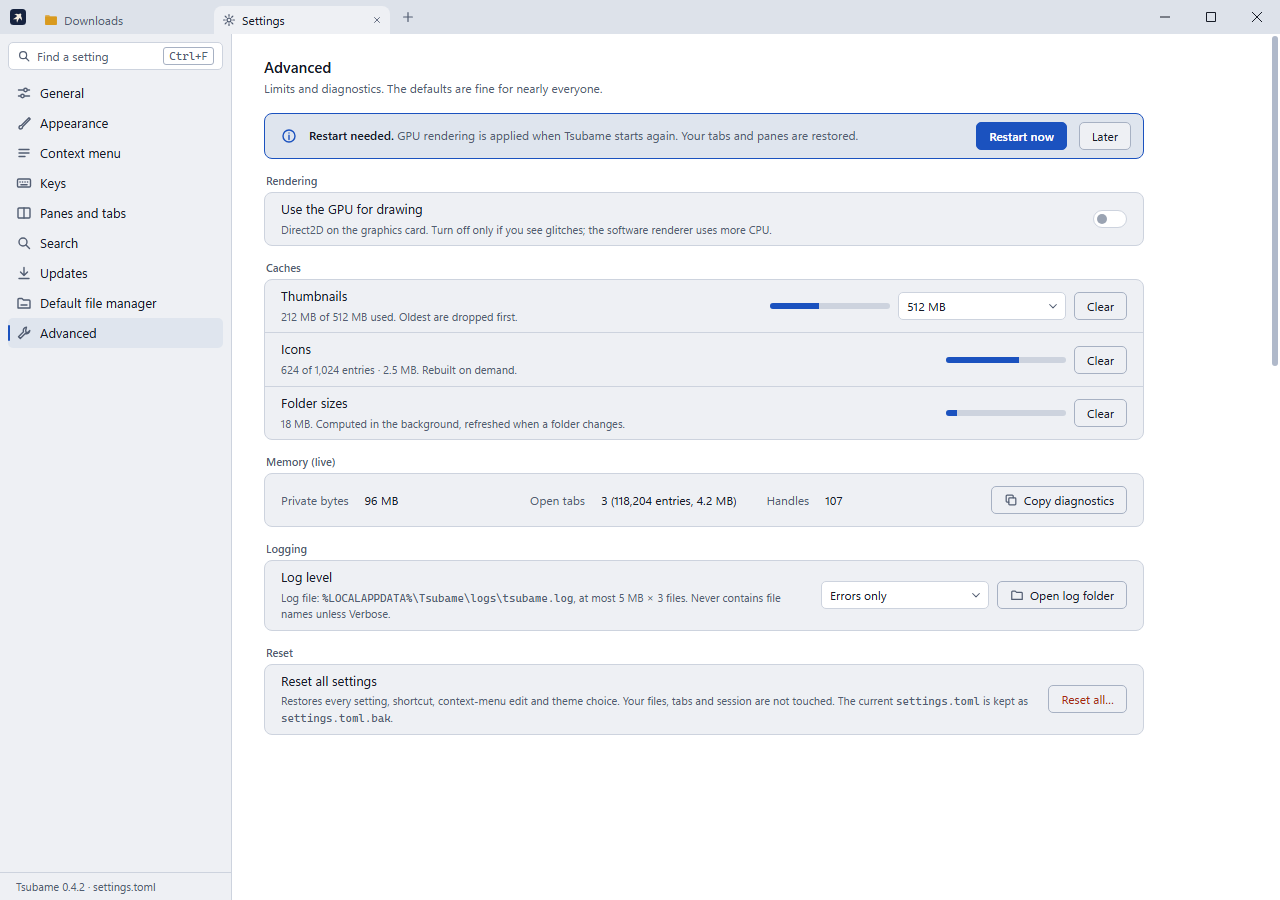 Downloads
Settings
Find a setting
Ctrl+F
General
Appearance
Context menu
Keys
Panes and tabs
Search
Updates
Default file manager
Advanced
Tsubame 0.4.2 · settings.toml
Advanced
Limits and diagnostics. The defaults are fine for nearly everyone.
Restart needed. GPU rendering is applied when Tsubame starts again. Your tabs and panes are restored.
Restart now
Later
Rendering
Use the GPU for drawing
Direct2D on the graphics card. Turn off only if you see glitches; the software renderer uses more CPU.
Caches
Thumbnails
212 MB of 512 MB used. Oldest are dropped first.
512 MB
Clear
Icons
624 of 1,024 entries · 2.5 MB. Rebuilt on demand.
Clear
Folder sizes
18 MB. Computed in the background, refreshed when a folder changes.
Clear
Memory (live)
Private bytes 96 MB
Open tabs 3 (118,204 entries, 4.2 MB)
Handles 107
Copy diagnostics
Logging
Log level
Log file: %LOCALAPPDATA%\Tsubame\logs\tsubame.log, at most 5 MB × 3 files. Never contains file
names unless Verbose.
Errors only
Open log folder
Reset
Reset all settings
Restores every setting, shortcut, context-menu edit and theme choice. Your files, tabs and session are not touched. The current settings.toml is kept as
settings.toml.bak.
Reset all...